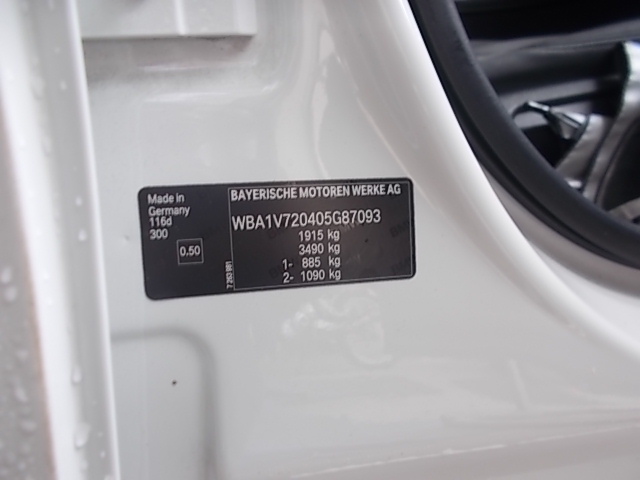 Made in
Germany
116d
300
0.50
BAYERISCHE MOTOREN WERKE AG
WBA1V720405G87093
1915 kg
3490 kg
1- 885 kg
2- 1090 kg